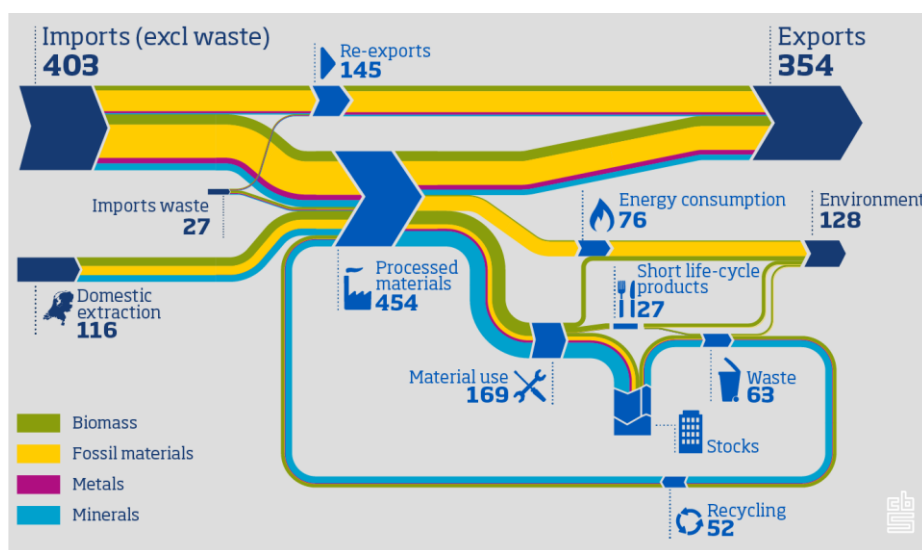 Imports (excl waste)
403
Re-exports
145
Exports
354
Imports waste
27
Energy consumption
76
Environment
128
Domestic
extraction
116
Processed
materials
454
Short life-cycle
products
27
Material use
169
Waste
63
Stocks
Biomass
Fossil materials
Metals
Minerals
Recycling
52
cbs